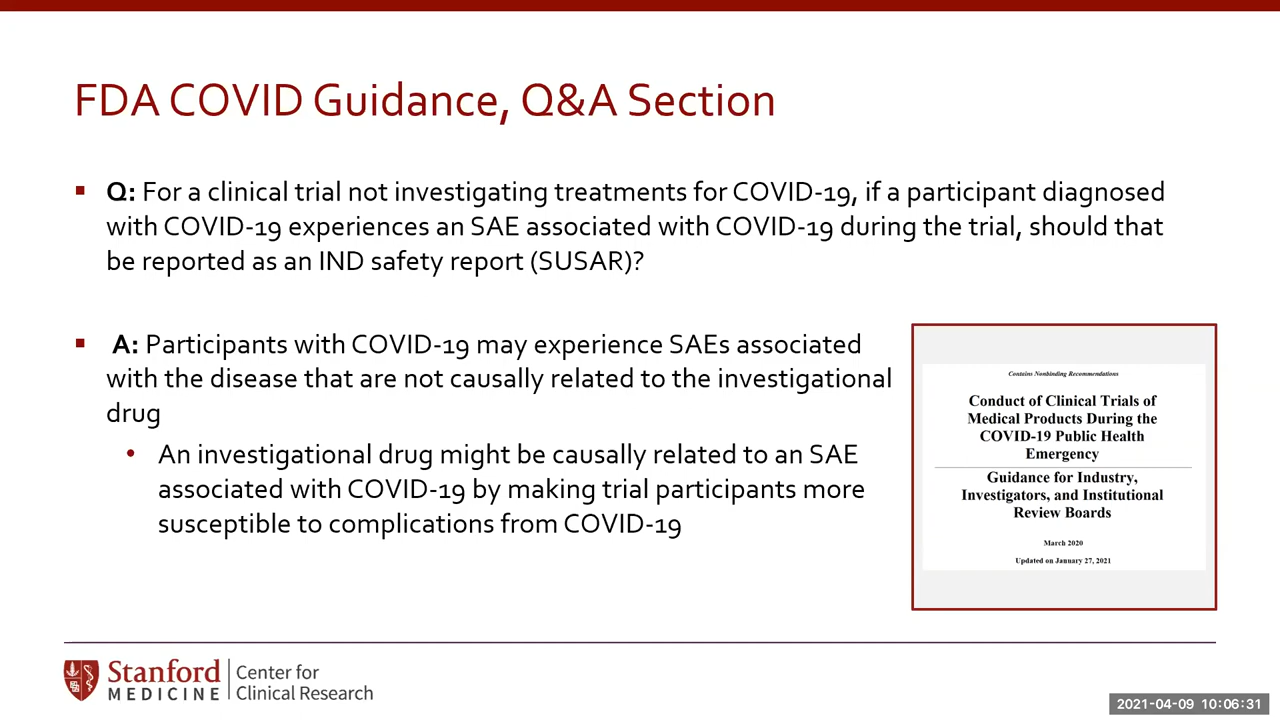 FDA COVID Guidance, Q&A Section
Q: For a clinical trial not investigating treatments for COVID-19, if a participant diagnosed
with COVID-19 experiences an SAE associated with COVID-19 during the trial, should that
be reported as an IND safety report (SUSAR)?
A: Participants with COVID-19 may experience SAEs associated
with the disease that are not causally related to the investigational
drug
An investigational drug might be causally related to an SAE
associated with COVID-19 by making trial participants more
susceptible to complications from COVID-19
Contains Nonbinding Recommendations
Conduct of Clinical Trials of
Medical Products During the
COVID-19 Public Health
Emergency
Guidance for Industry,
Investigators, and Institutional
Review Boards
March 2020
Updated on January 27, 2021
Stanford
MEDICINE
Center for
Clinical Research
2021-04-09 10:06:31